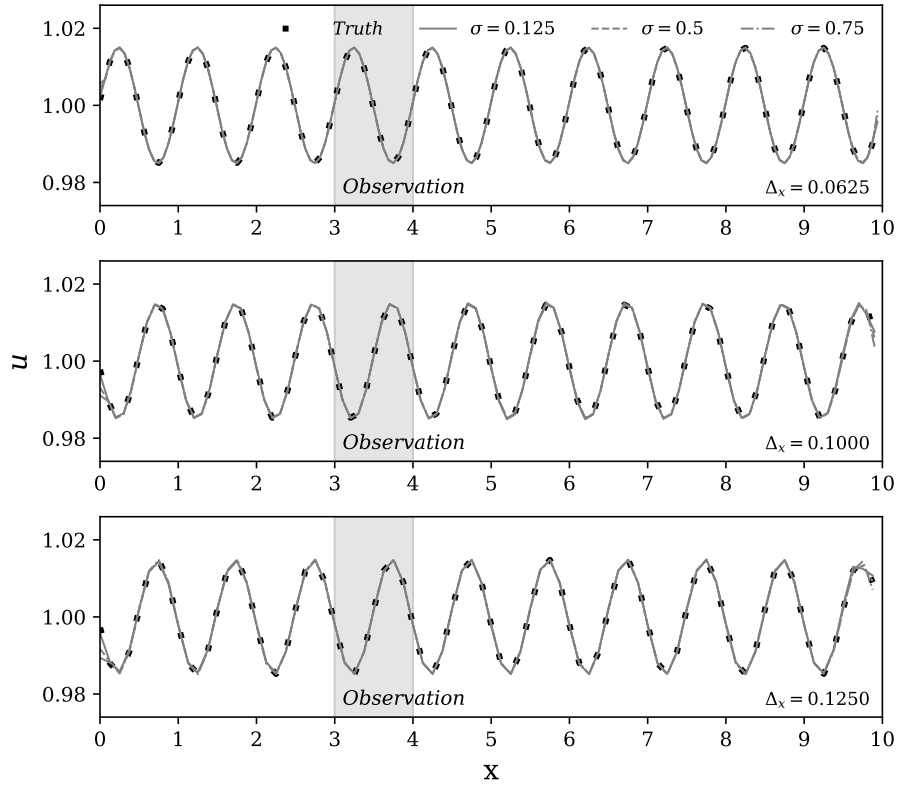 1.02
1.00
0.98
Truth σ = 0.125 σ = 0.5 σ = 0.75
Observation
Δₓ = 0.0625
0 1 2 3 4 5 6 7 8 9 10
1.02
1.00
0.98
u
Observation
Δₓ = 0.1000
0 1 2 3 4 5 6 7 8 9 10
1.02
1.00
0.98
Observation
Δₓ = 0.1250
0 1 2 3 4 5 6 7 8 9 10
x